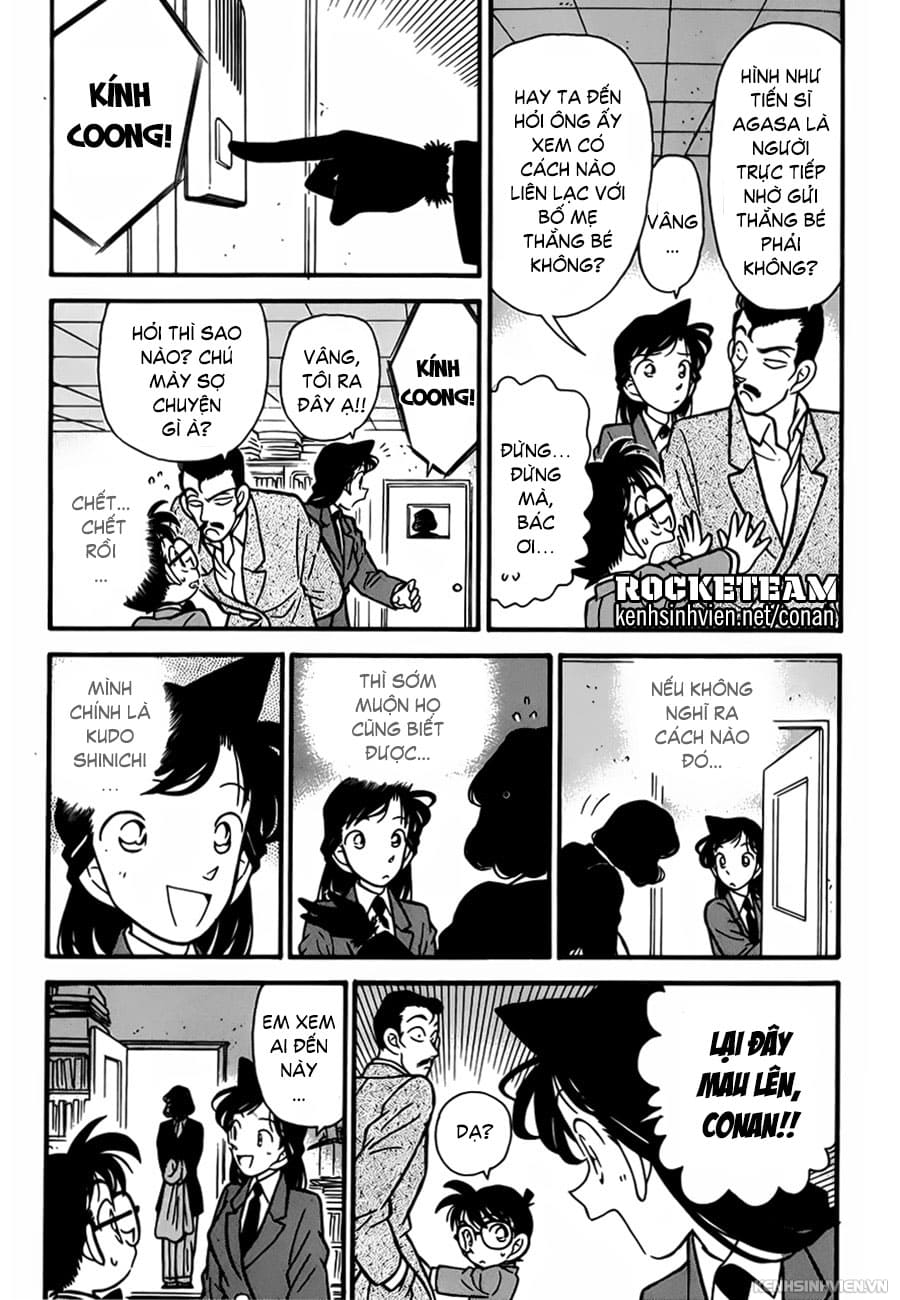 HÌNH NHƯ
TIẾN SĨ
AGASA LÀ
NGƯỜI
TRỰC TIẾP
NHỜ GỬI
THẰNG BÉ
PHẢI
KHÔNG?
VÂNG
...
HAY TA ĐẾN
HỎI ÔNG ẤY
XEM CÓ
CÁCH NÀO
LIÊN LẠC VỚI
BỐ MẸ
THẰNG BÉ
KHÔNG?
ĐỪNG...
ĐỪNG
MÀ,
BÁC
ƠI...
ROCKETEAM
kenhsinhvien.net/conan
KÍNH
COONG!
KÍNH
COONG!
VÂNG,
TÔI RA
ĐÂY Ạ!!
HỎI THÌ SAO
NÀO? CHÚ
MÀY SỢ
CHUYỆN
GÌ À?
CHẾT...
CHẾT
RỒI
...
NẾU KHÔNG
NGHĨ RA
CÁCH NÀO
ĐÓ...
THÌ SỚM
MUỘN HỌ
CŨNG BIẾT
ĐƯỢC...
MÌNH
CHÍNH LÀ
KUDO
SHINICHI
...
LẠI ĐÂY
MAU LÊN,
CONAN!!
DẠ?
EM XEM
AI ĐẾN
NÀY
...
KENHSINHVIEN.VN